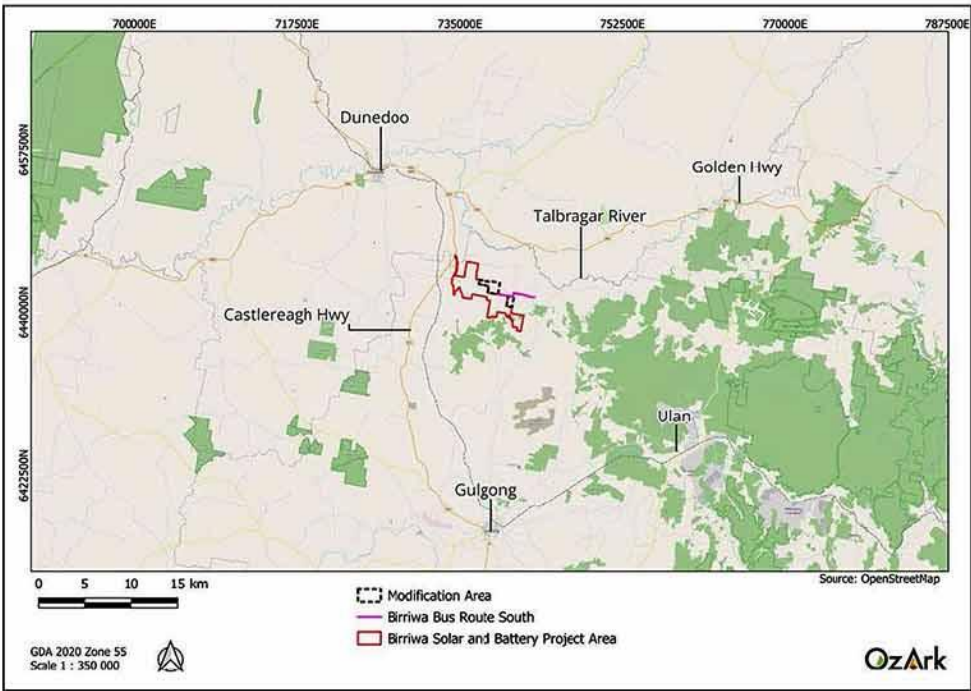 700000E 717500E 735000E 752500E 770000E 787500E
6457500N
6440000N
6422500N
Dunedoo
Golden Hwy
Talbragar River
Castlereagh Hwy
Ulan
Gulgong
Source: OpenStreetMap
0 5 10 15 km
Modification Area
Birriwa Bus Route South
Birriwa Solar and Battery Project Area
GDA 2020 Zone 55
Scale 1 : 350 000
OzArk